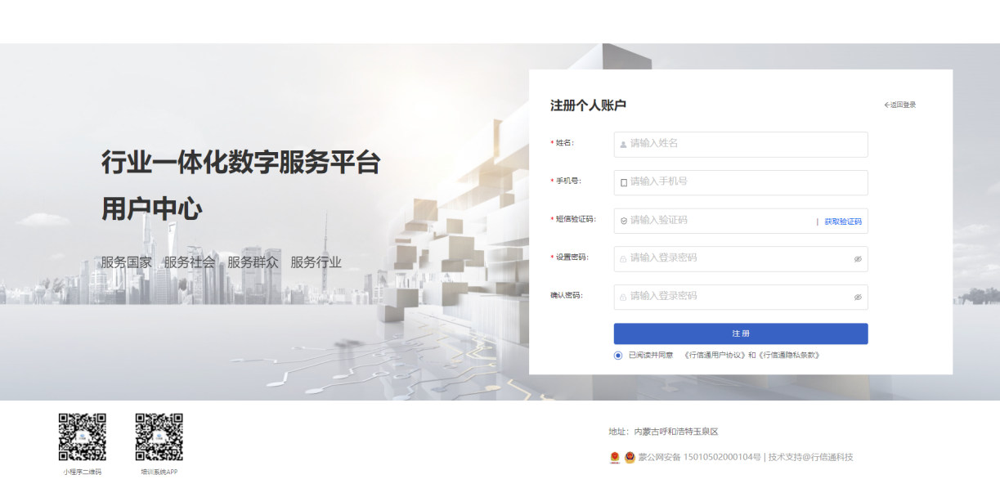 行业一体化数字服务平台
用户中心
服务国家 服务社会 服务群众 服务行业
注册个人账户
返回登录
* 姓名:
请输入姓名
* 手机号:
请输入手机号
* 短信验证码:
请输入验证码
| 获取验证码
* 设置密码:
请输入登录密码
确认密码:
请输入登录密码
注 册
已阅读并同意 《行信通用户协议》和《行信通隐私条款》
小程序二维码
培训系统APP
地址：内蒙古呼和浩特玉泉区
蒙公网安备 15010502000104号 | 技术支持@行信通科技